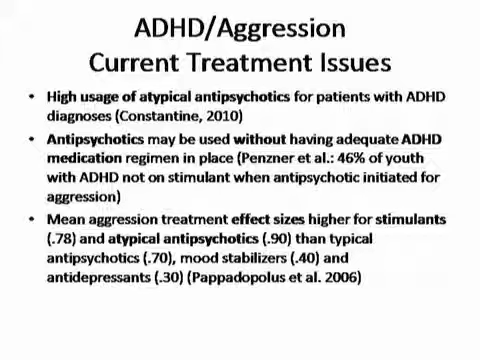 ADHD/Aggression
Current Treatment Issues
• High usage of atypical antipsychotics for patients with ADHD
diagnoses (Constantine, 2010)
• Antipsychotics may be used without having adequate ADHD
medication regimen in place (Penzner et al.: 46% of youth
with ADHD not on stimulant when antipsychotic initiated for
aggression)
• Mean aggression treatment effect sizes higher for stimulants
(.78) and atypical antipsychotics (.90) than typical
antipsychotics (.70), mood stabilizers (.40) and
antidepressants (.30) (Pappadopolus et al. 2006)